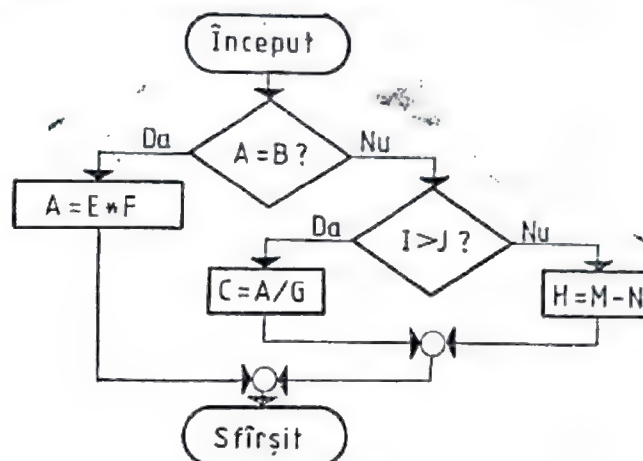 Început
A = B ?
Da
Nu
A = E * F
I > J ?
Da
Nu
C = A / G
H = M - N
Sfîrșit